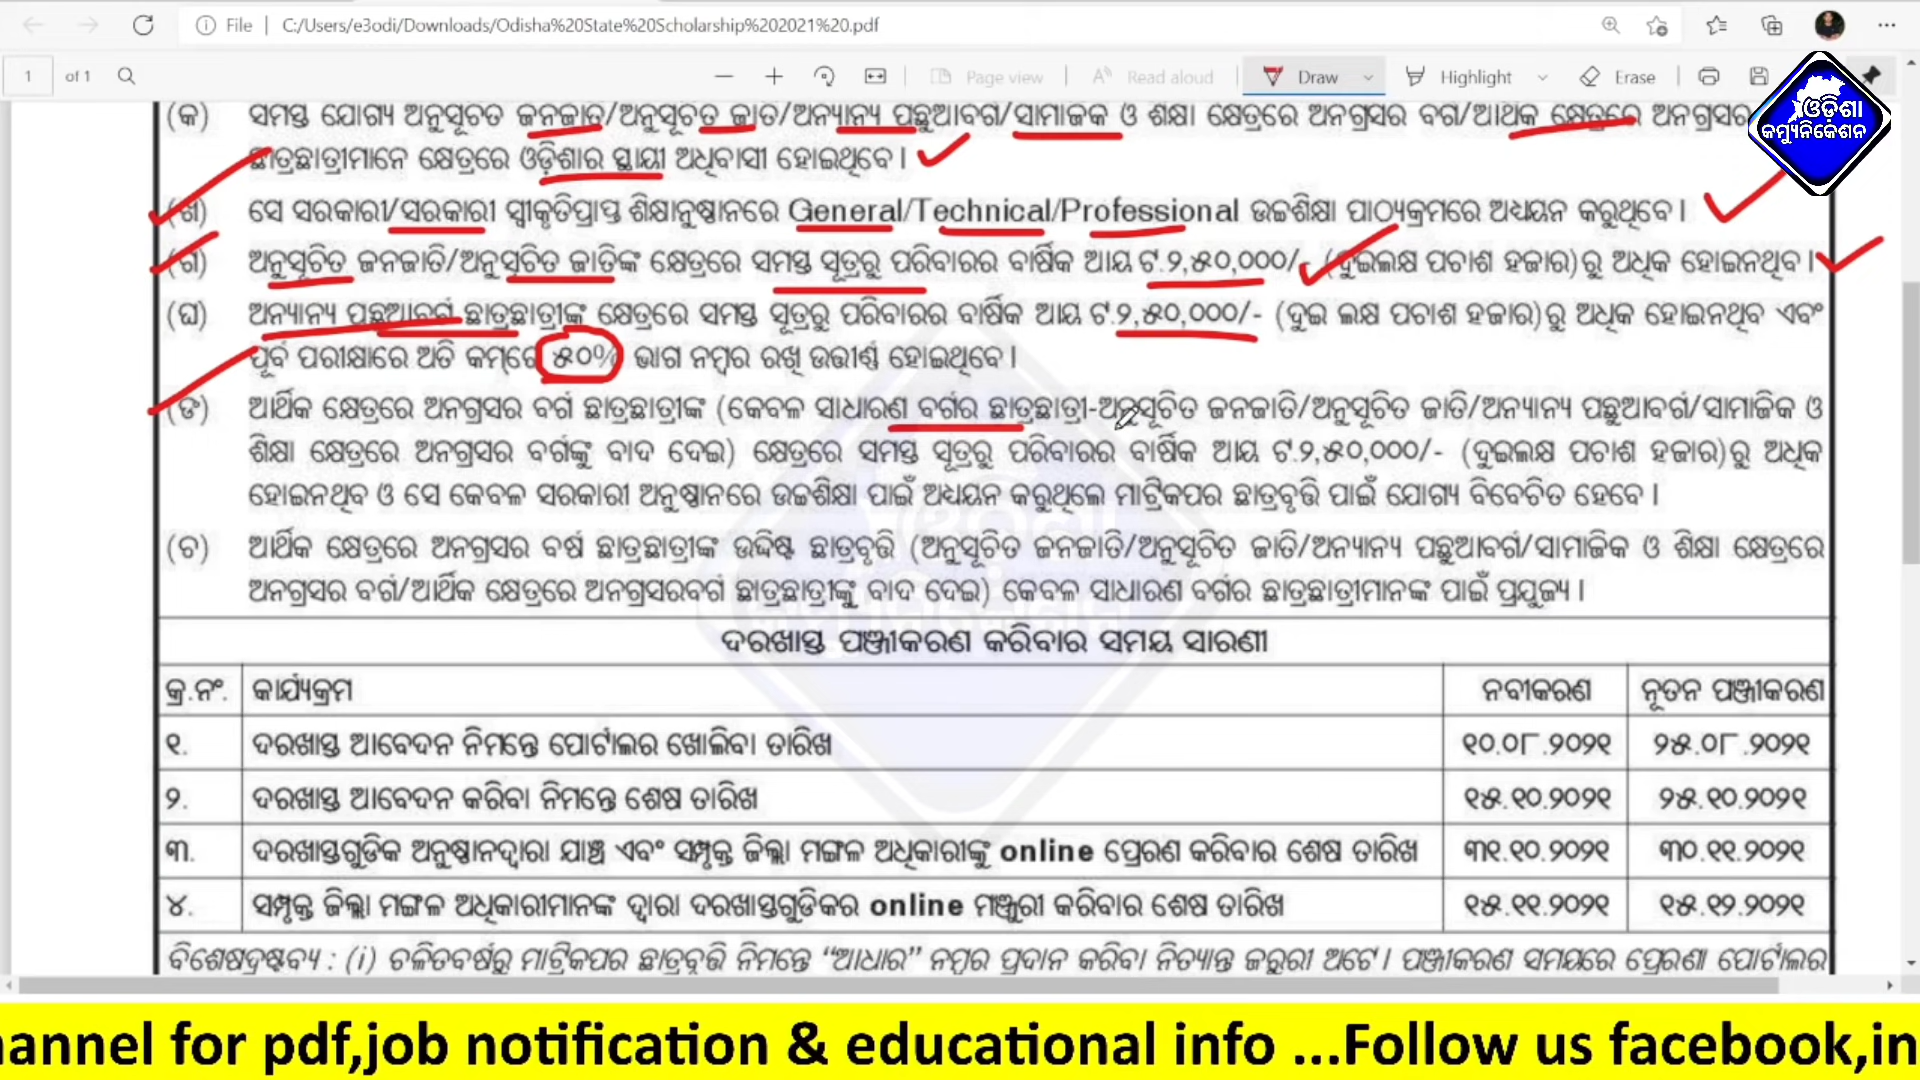 File | C:/Users/e3odi/Downloads/Odisha%20State%20Scholarship%202021%20.pdf
1 of 1 Page view Read aloud Draw Highlight Erase
ଓଡ଼ିଶା
କମ୍ୟୁନିକେଶନ
(କ) ସମସ୍ତ ଯୋଗ୍ୟ ଅନୁସୂଚିତ ଜନଜାତି/ଅନୁସୂଚିତ ଜାତି/ଅନ୍ୟାନ୍ୟ ପଛୁଆବର୍ଗ/ସାମାଜିକ ଓ ଶିକ୍ଷା କ୍ଷେତ୍ରରେ ଅନଗ୍ରସର ବର୍ଗ/ଆର୍ଥିକ କ୍ଷେତ୍ରରେ ଅନଗ୍ରସର
ଛାତ୍ରଛାତ୍ରୀମାନେ କ୍ଷେତ୍ରରେ ଓଡ଼ିଶାର ସ୍ଥାୟୀ ଅଧିବାସୀ ହୋଇଥିବେ।
(ଖ) ସେ ସରକାରୀ/ସରକାରୀ ସ୍ୱୀକୃତିପ୍ରାପ୍ତ ଶିକ୍ଷାନୁଷ୍ଠାନରେ General/Technical/Professional ଉଚ୍ଚଶିକ୍ଷା ପାଠ୍ୟକ୍ରମରେ ଅଧ୍ୟୟନ କରୁଥିବେ।
(ଗ) ଅନୁସୂଚିତ ଜନଜାତି/ଅନୁସୂଚିତ ଜାତିଙ୍କ କ୍ଷେତ୍ରରେ ସମସ୍ତ ସୂତ୍ରରୁ ପରିବାରର ବାର୍ଷିକ ଆୟ ଟ.୨,୫୦,୦୦୦/- (ଦୁଇଲକ୍ଷ ପଚାଶ ହଜାର)ରୁ ଅଧିକ ହୋଇନଥିବ।
(ଘ) ଅନ୍ୟାନ୍ୟ ପଛୁଆବର୍ଗ ଛାତ୍ରଛାତ୍ରୀଙ୍କ କ୍ଷେତ୍ରରେ ସମସ୍ତ ସୂତ୍ରରୁ ପରିବାରର ବାର୍ଷିକ ଆୟ ଟ.୨,୫୦,୦୦୦/- (ଦୁଇ ଲକ୍ଷ ପଚାଶ ହଜାର)ରୁ ଅଧିକ ହୋଇନଥିବ ଏବଂ
ପୂର୍ବ ପରୀକ୍ଷାରେ ଅତି କମ୍‌ରେ ୫୦% ଭାଗ ନମ୍ବର ରଖି ଉତ୍ତୀର୍ଣ୍ଣ ହୋଇଥିବେ।
(ଙ) ଆର୍ଥିକ କ୍ଷେତ୍ରରେ ଅନଗ୍ରସର ବର୍ଗ ଛାତ୍ରଛାତ୍ରୀଙ୍କ (କେବଳ ସାଧାରଣ ବର୍ଗର ଛାତ୍ରଛାତ୍ରୀ-ଅନୁସୂଚିତ ଜନଜାତି/ଅନୁସୂଚିତ ଜାତି/ଅନ୍ୟାନ୍ୟ ପଛୁଆବର୍ଗ/ସାମାଜିକ ଓ
ଶିକ୍ଷା କ୍ଷେତ୍ରରେ ଅନଗ୍ରସର ବର୍ଗଙ୍କୁ ବାଦ ଦେଇ) କ୍ଷେତ୍ରରେ ସମସ୍ତ ସୂତ୍ରରୁ ପରିବାରର ବାର୍ଷିକ ଆୟ ଟ.୨,୫୦,୦୦୦/- (ଦୁଇଲକ୍ଷ ପଚାଶ ହଜାର)ରୁ ଅଧିକ
ହୋଇନଥିବ ଓ ସେ କେବଳ ସରକାରୀ ଅନୁଷ୍ଠାନରେ ଉଚ୍ଚଶିକ୍ଷା ପାଇଁ ଅଧ୍ୟୟନ କରୁଥିଲେ ମାଟ୍ରିକପର ଛାତ୍ରବୃତ୍ତି ପାଇଁ ଯୋଗ୍ୟ ବିବେଚିତ ହେବେ।
(ଚ) ଆର୍ଥିକ କ୍ଷେତ୍ରରେ ଅନଗ୍ରସର ବର୍ଷ ଛାତ୍ରଛାତ୍ରୀଙ୍କ ଉଦ୍ଦିଷ୍ଟ ଛାତ୍ରବୃତ୍ତି (ଅନୁସୂଚିତ ଜନଜାତି/ଅନୁସୂଚିତ ଜାତି/ଅନ୍ୟାନ୍ୟ ପଛୁଆବର୍ଗ/ସାମାଜିକ ଓ ଶିକ୍ଷା କ୍ଷେତ୍ରରେ
ଅନଗ୍ରସର ବର୍ଗ/ଆର୍ଥିକ କ୍ଷେତ୍ରରେ ଅନଗ୍ରସରବର୍ଗ ଛାତ୍ରଛାତ୍ରୀଙ୍କୁ ବାଦ ଦେଇ) କେବଳ ସାଧାରଣ ବର୍ଗର ଛାତ୍ରଛାତ୍ରୀମାନଙ୍କ ପାଇଁ ପ୍ରଯୁଜ୍ୟ।
ଦରଖାସ୍ତ ପଞ୍ଜୀକରଣ କରିବାର ସମୟ ସାରଣୀ
କ୍ର.ନଂ. କାର୍ଯ୍ୟକ୍ରମ ନବୀକରଣ ନୂତନ ପଞ୍ଜୀକରଣ
୧. ଦରଖାସ୍ତ ଆବେଦନ ନିମନ୍ତେ ପୋର୍ଟାଲର ଖୋଲିବା ତାରିଖ ୧୦.୦୮.୨୦୨୧ ୨୫.୦୮.୨୦୨୧
୨. ଦରଖାସ୍ତ ଆବେଦନ କରିବା ନିମନ୍ତେ ଶେଷ ତାରିଖ ୧୫.୧୦.୨୦୨୧ ୨୫.୧୦.୨୦୨୧
୩. ଦରଖାସ୍ତଗୁଡିକ ଅନୁଷ୍ଠାନଦ୍ୱାରା ଯାଞ୍ଚ ଏବଂ ସମ୍ପୃକ୍ତ ଜିଲ୍ଲା ମଙ୍ଗଳ ଅଧିକାରୀଙ୍କୁ online ପ୍ରେରଣ କରିବାର ଶେଷ ତାରିଖ ୩୧.୧୦.୨୦୨୧ ୩୦.୧୧.୨୦୨୧
୪. ସମ୍ପୃକ୍ତ ଜିଲ୍ଲା ମଙ୍ଗଳ ଅଧିକାରୀମାନଙ୍କ ଦ୍ୱାରା ଦରଖାସ୍ତଗୁଡିକର online ମଞ୍ଜୁରୀ କରିବାର ଶେଷ ତାରିଖ ୧୫.୧୧.୨୦୨୧ ୧୫.୧୨.୨୦୨୧
ବିଶେଷଦ୍ରଷ୍ଟବ୍ୟ : (i) ଚଳିତବର୍ଷରୁ ମାଟ୍ରିକପର ଛାତ୍ରବୃତ୍ତି ନିମନ୍ତେ “ଆଧାର” ନମ୍ବର ପ୍ରଦାନ କରିବା ନିତ୍ୟାନ୍ତ ଜରୁରୀ ଅଟେ। ପଞ୍ଜୀକରଣ ସମୟରେ ପ୍ରେରଣା ପୋର୍ଟାଲର
hannel for pdf,job notification & educational info ...Follow us facebook,in